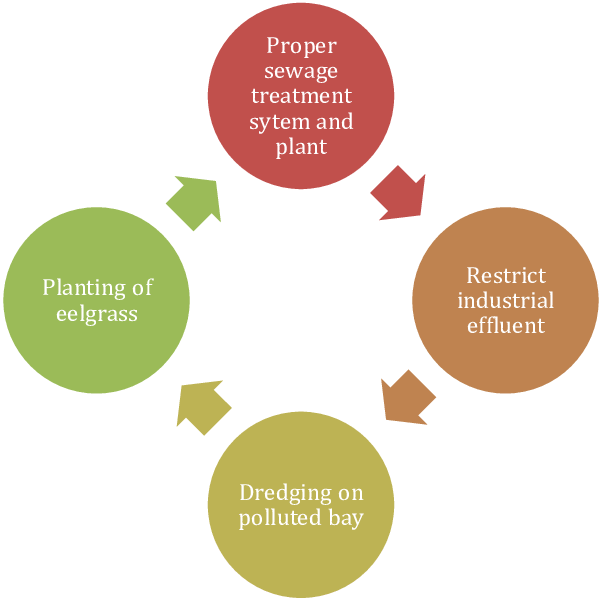 Proper
sewage
treatment
sytem and
plant
Restrict
industrial
effluent
Dredging on
polluted bay
Planting of
eelgrass